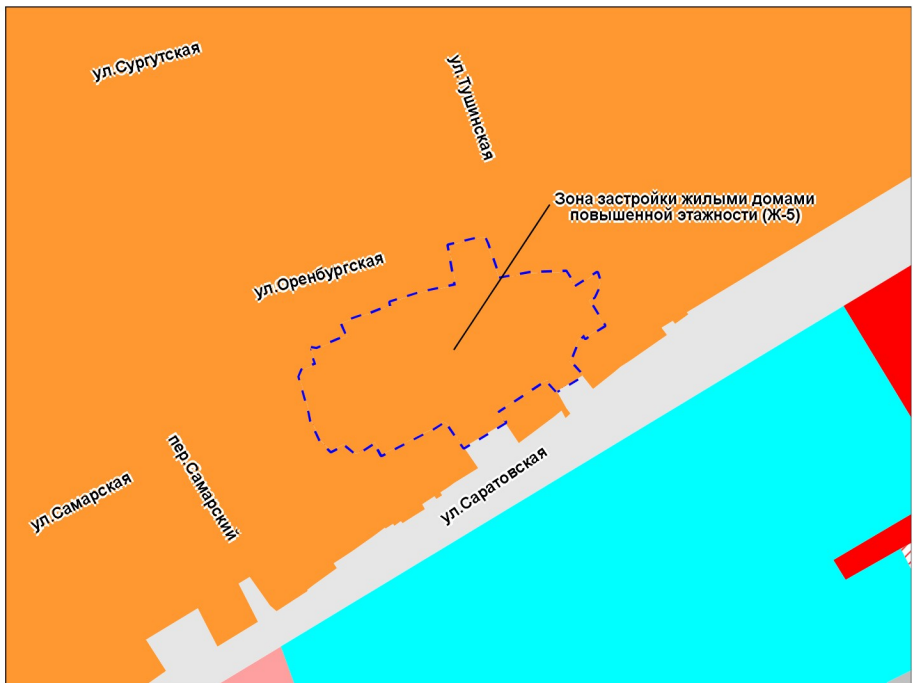 ул.Сургутская
ул.Тушинская
Зона застройки жилыми домами
повышенной этажности (Ж-5)
ул.Оренбургская
пер.Самарский
ул.Самарская
ул.Саратовская